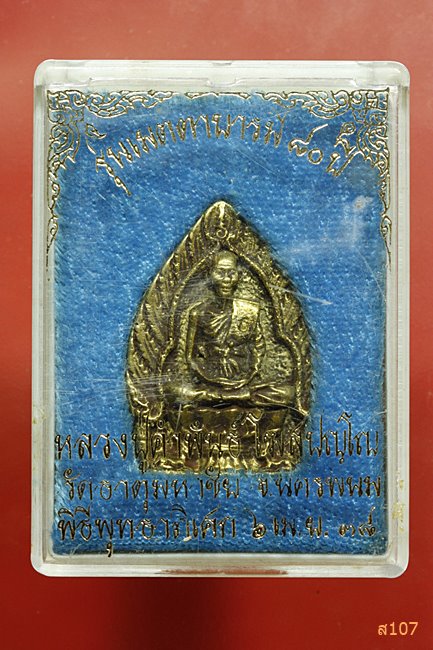 รุ่นเมตตาบารมี ๘๐ ปี
หลวงปู่คำพันธ์ โฆสปญฺโญ
วัดธาตุมหาชัย จ.นครพนม
พิธีพุทธาภิเศก ๖ เม.ย. ๓๘
ส107